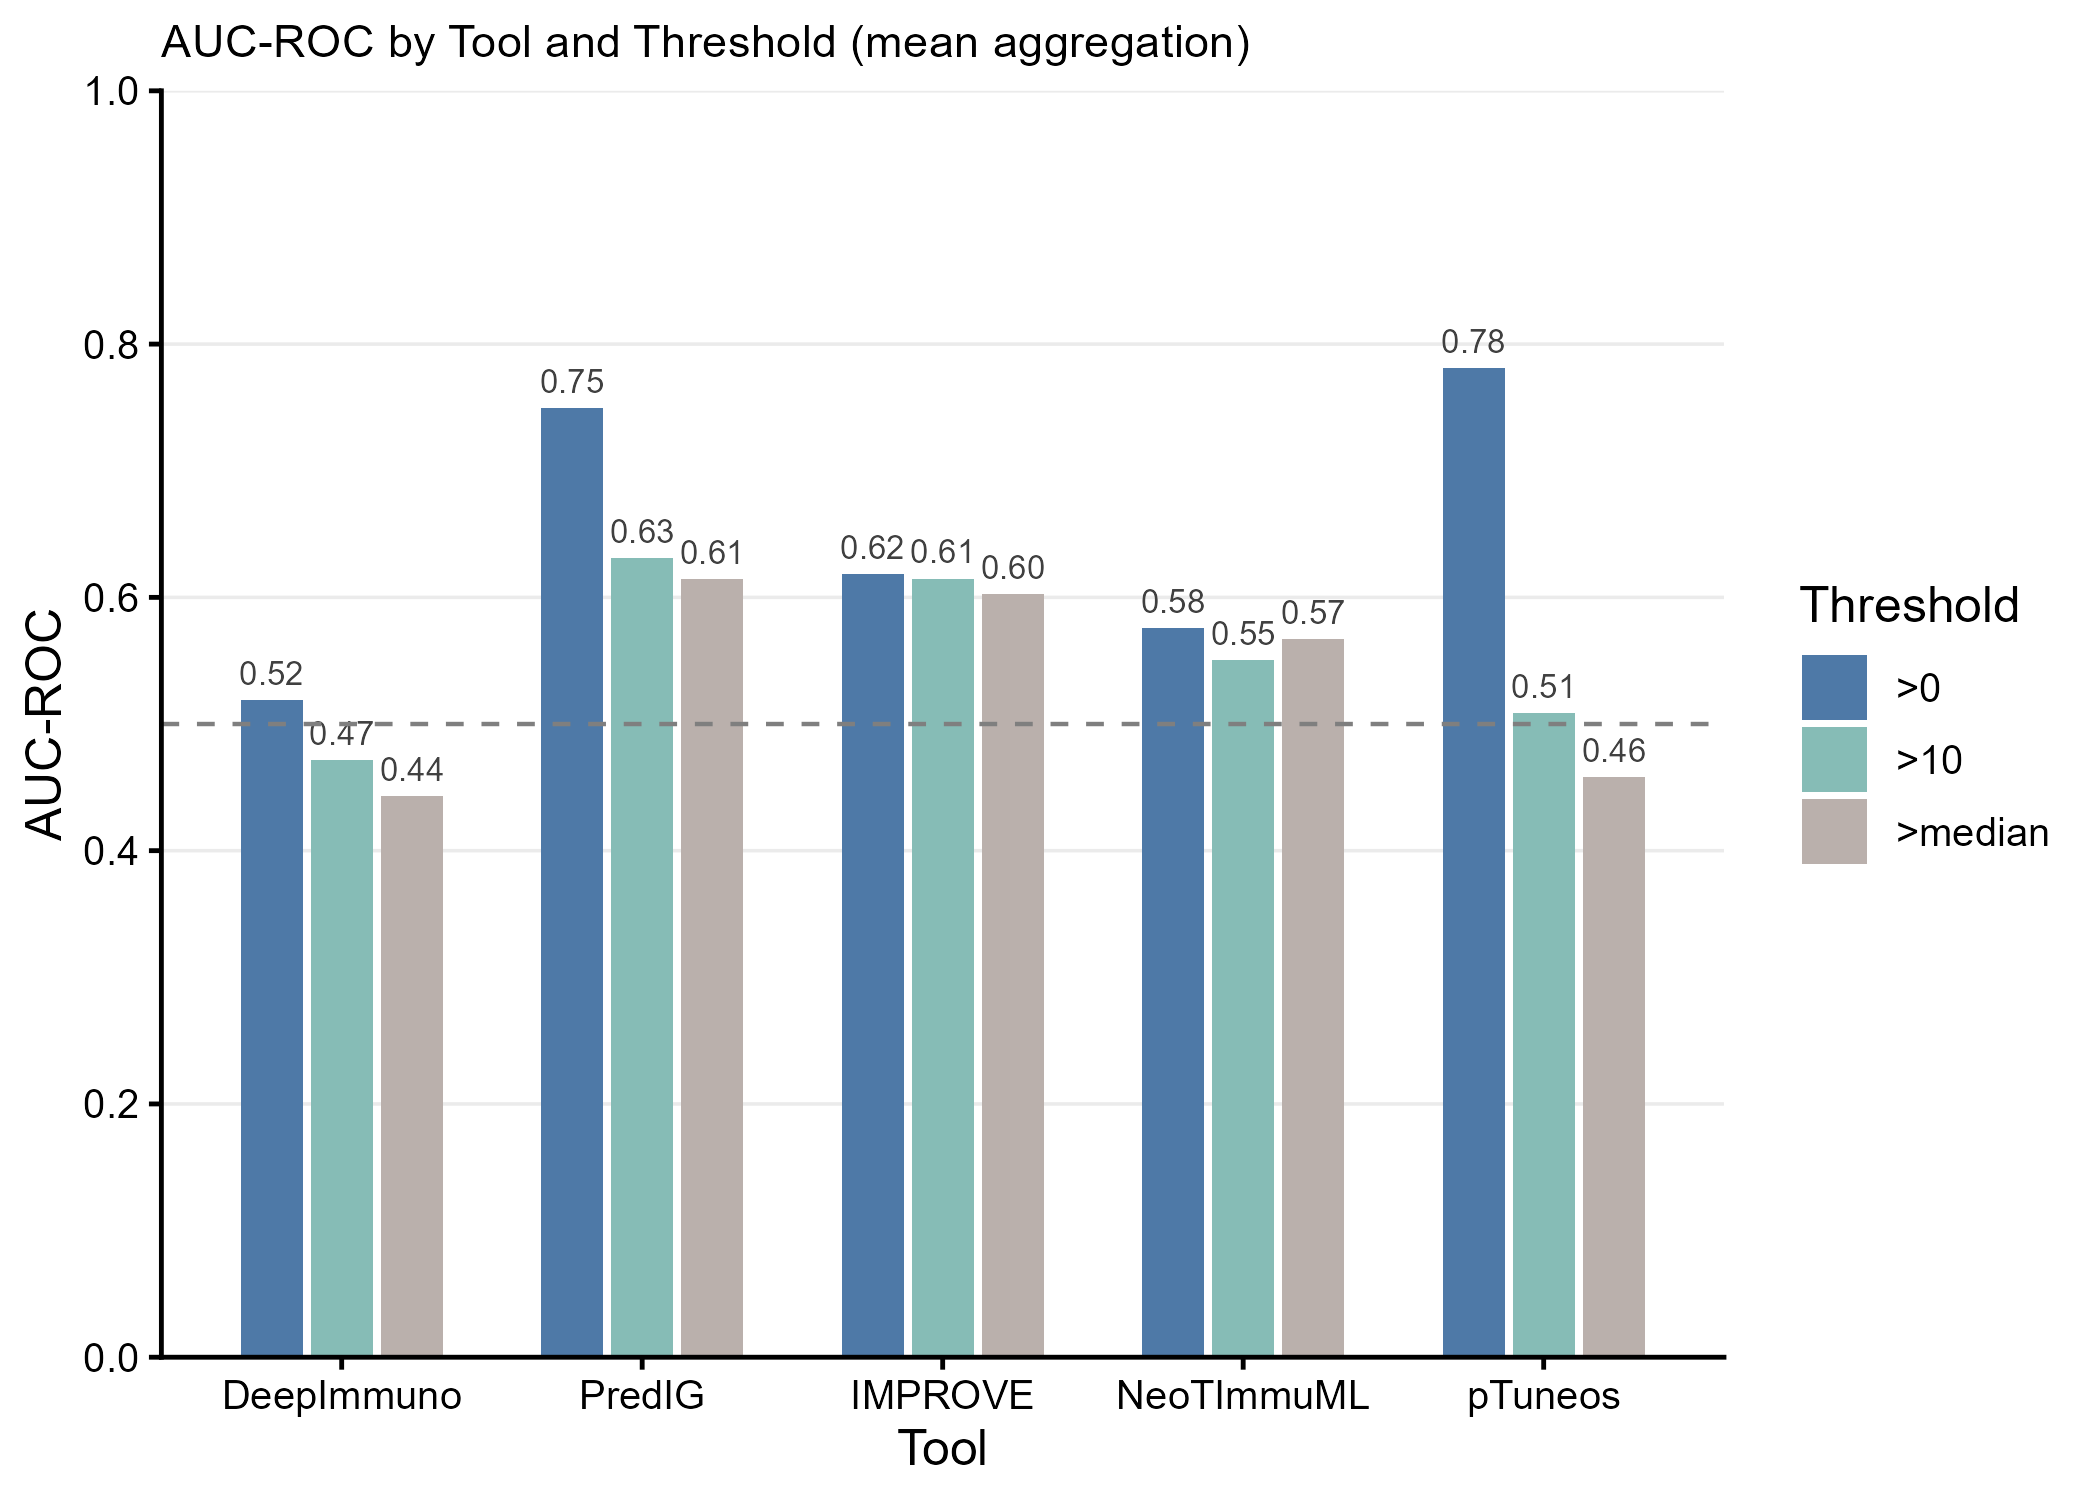 AUC-ROC by Tool and Threshold (mean aggregation)
AUC-ROC
1.0
0.8
0.6
0.4
0.2
0.0
0.52
0.47
0.44
0.75
0.63
0.61
0.62
0.61
0.60
0.58
0.55
0.57
0.78
0.51
0.46
DeepImmuno
PredIG
IMPROVE
NeoTImmuML
pTuneos
Tool
Threshold
>0
>10
>median